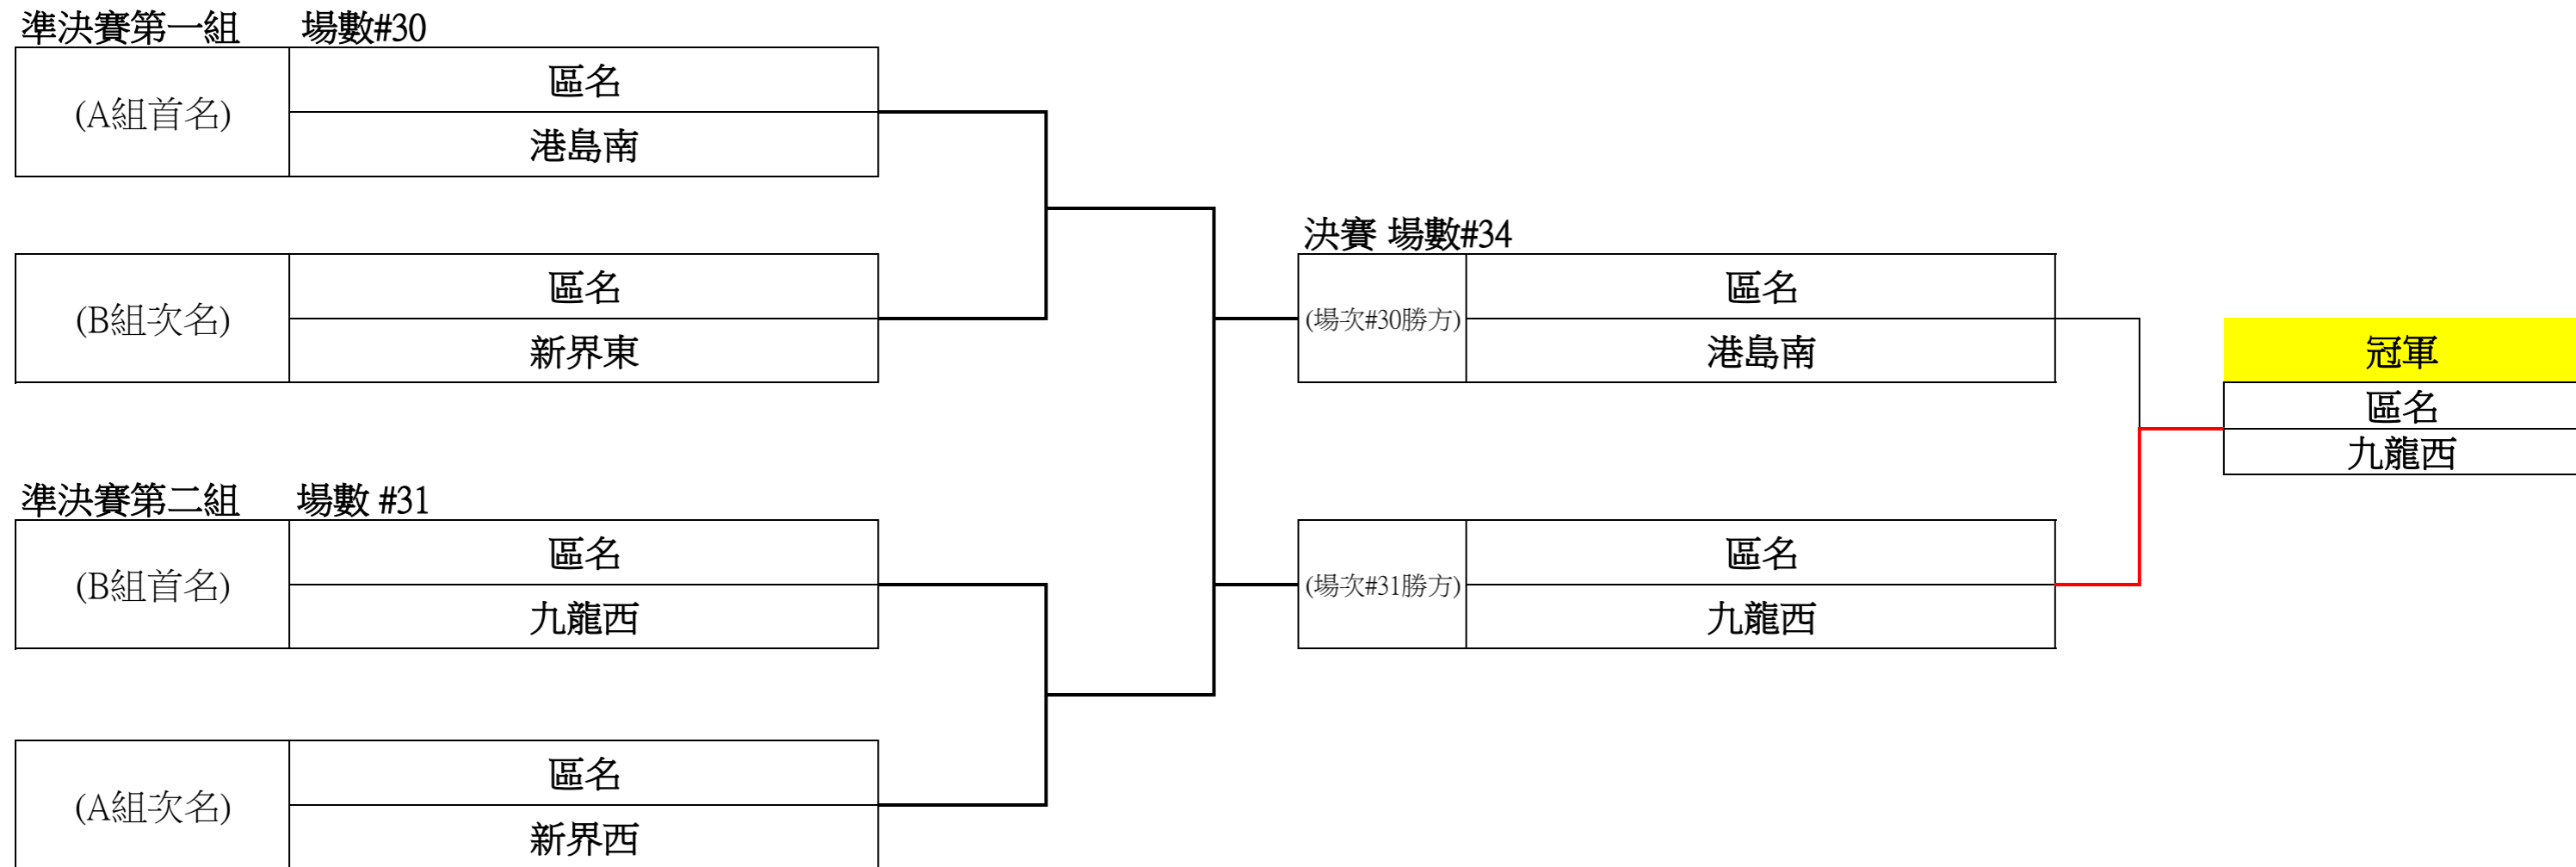 準決賽第一組 場數#30
(A組首名)
區名
港島南
(B組次名)
區名
新界東
準決賽第二組 場數 #31
(B組首名)
區名
九龍西
(A組次名)
區名
新界西
決賽 場數#34
(場次#30勝方)
區名
港島南
(場次#31勝方)
區名
九龍西
冠軍
區名
九龍西